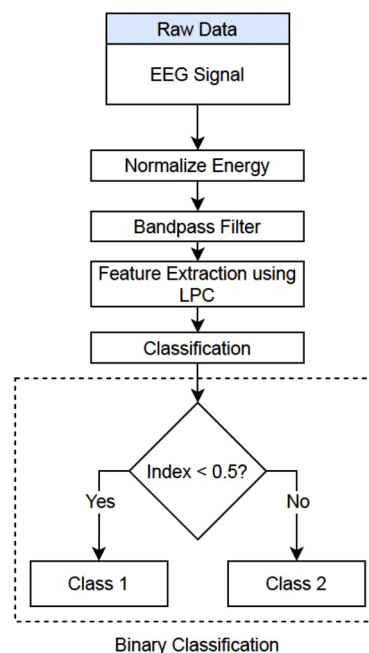 Raw Data
EEG Signal
Normalize Energy
Bandpass Filter
Feature Extraction using
LPC
Classification
Index < 0.5?
Yes
No
Class 1
Class 2
Binary Classification